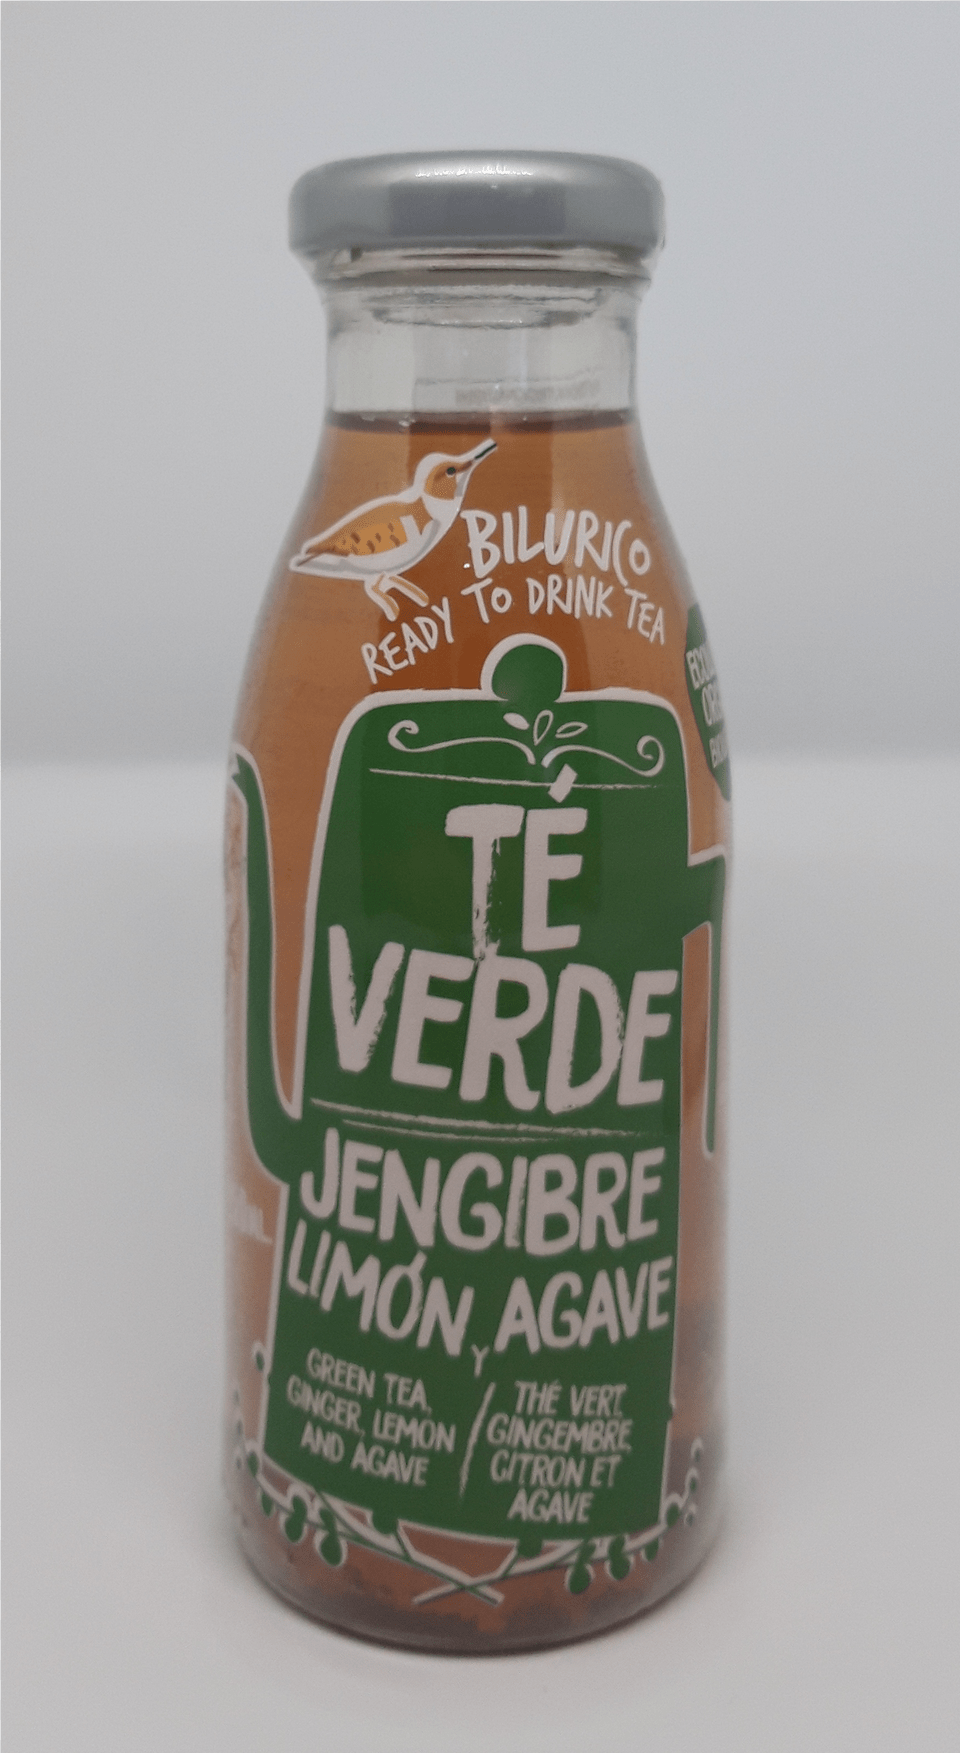 BILURICO
READY TO DRINK TEA
TÉ
VERDE
JENGIBRE
LIMÓN Y AGAVE
GREEN TEA,
GINGER, LEMON
AND AGAVE
/
THÉ VERT,
GINGEMBRE,
CITRON ET
AGAVE